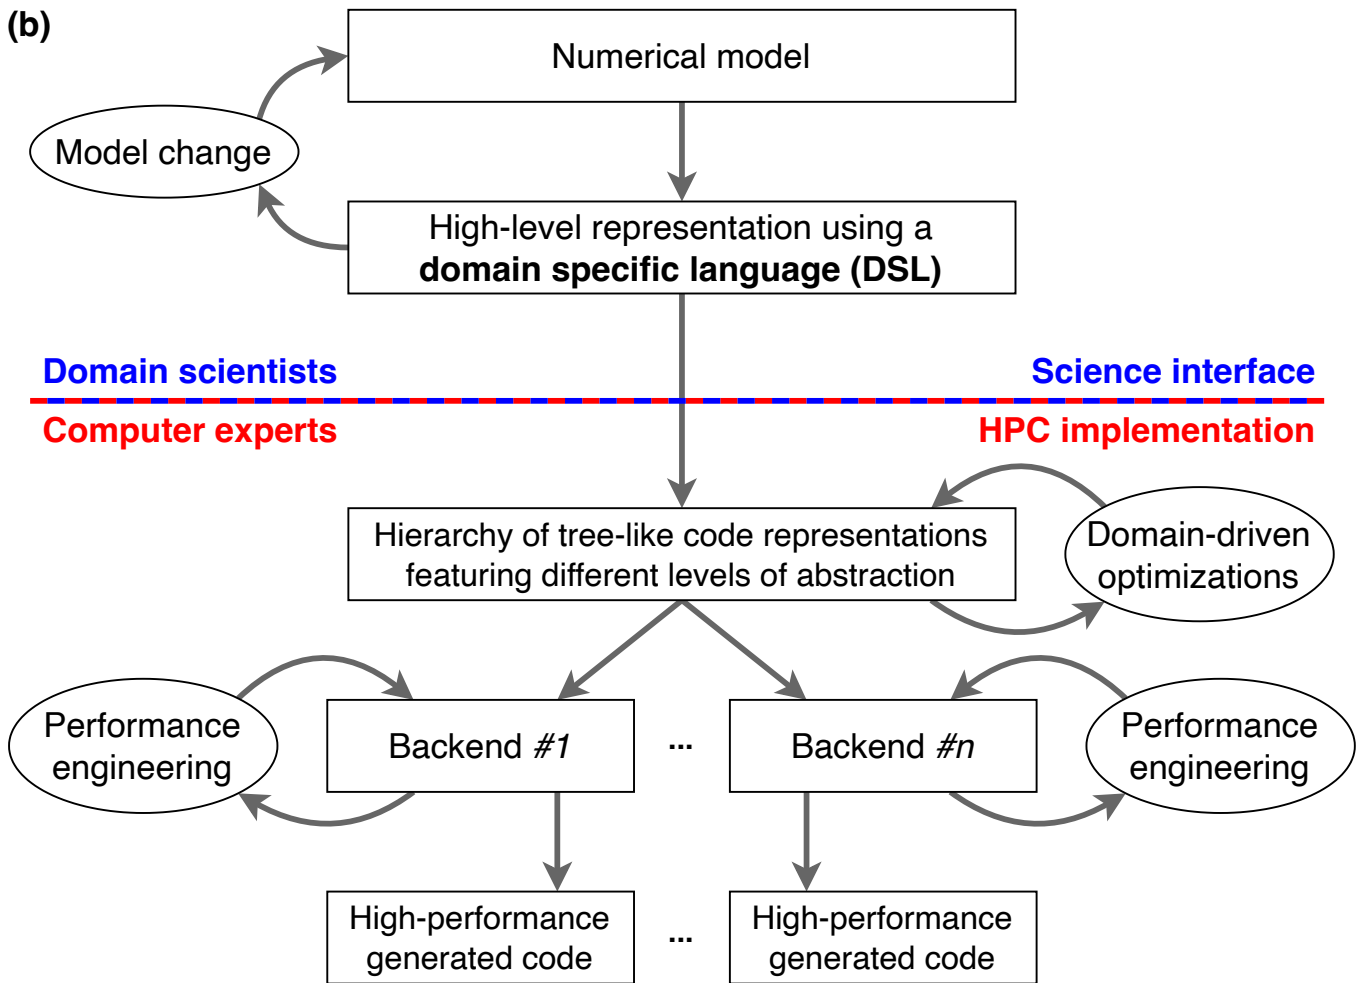 (b)
Numerical model
Model change
High-level representation using a
domain specific language (DSL)
Domain scientists
Science interface
Computer experts
HPC implementation
Hierarchy of tree-like code representations
featuring different levels of abstraction
Domain-driven
optimizations
Performance
engineering
Backend #1
...
Backend #n
Performance
engineering
High-performance
generated code
...
High-performance
generated code